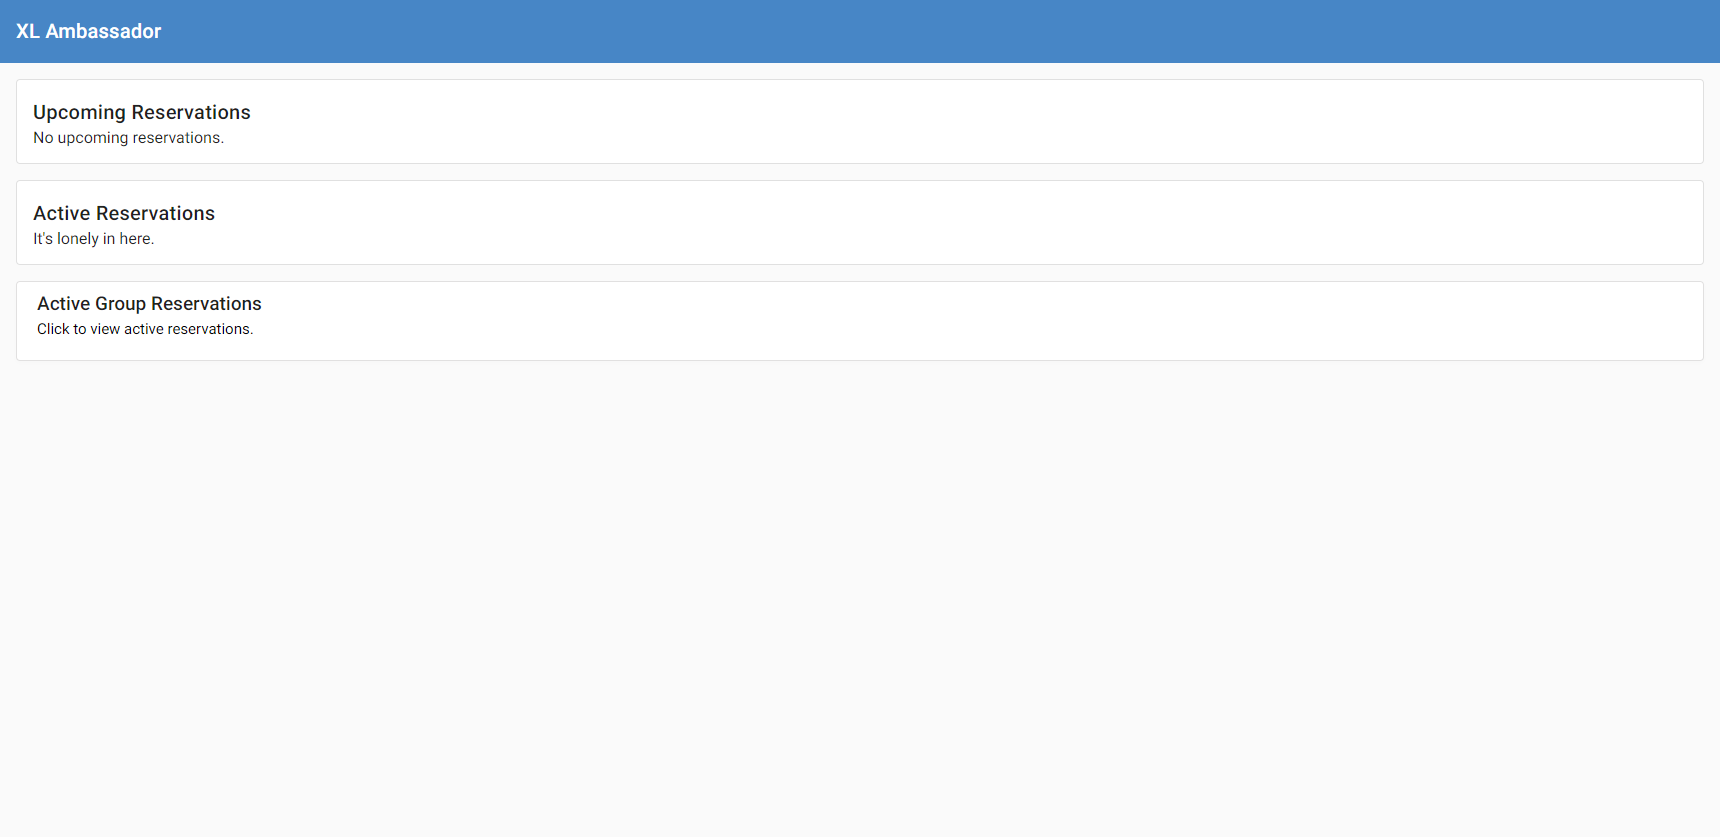 XL Ambassador
Upcoming Reservations
No upcoming reservations.
Active Reservations
It's lonely in here.
Active Group Reservations
Click to view active reservations.